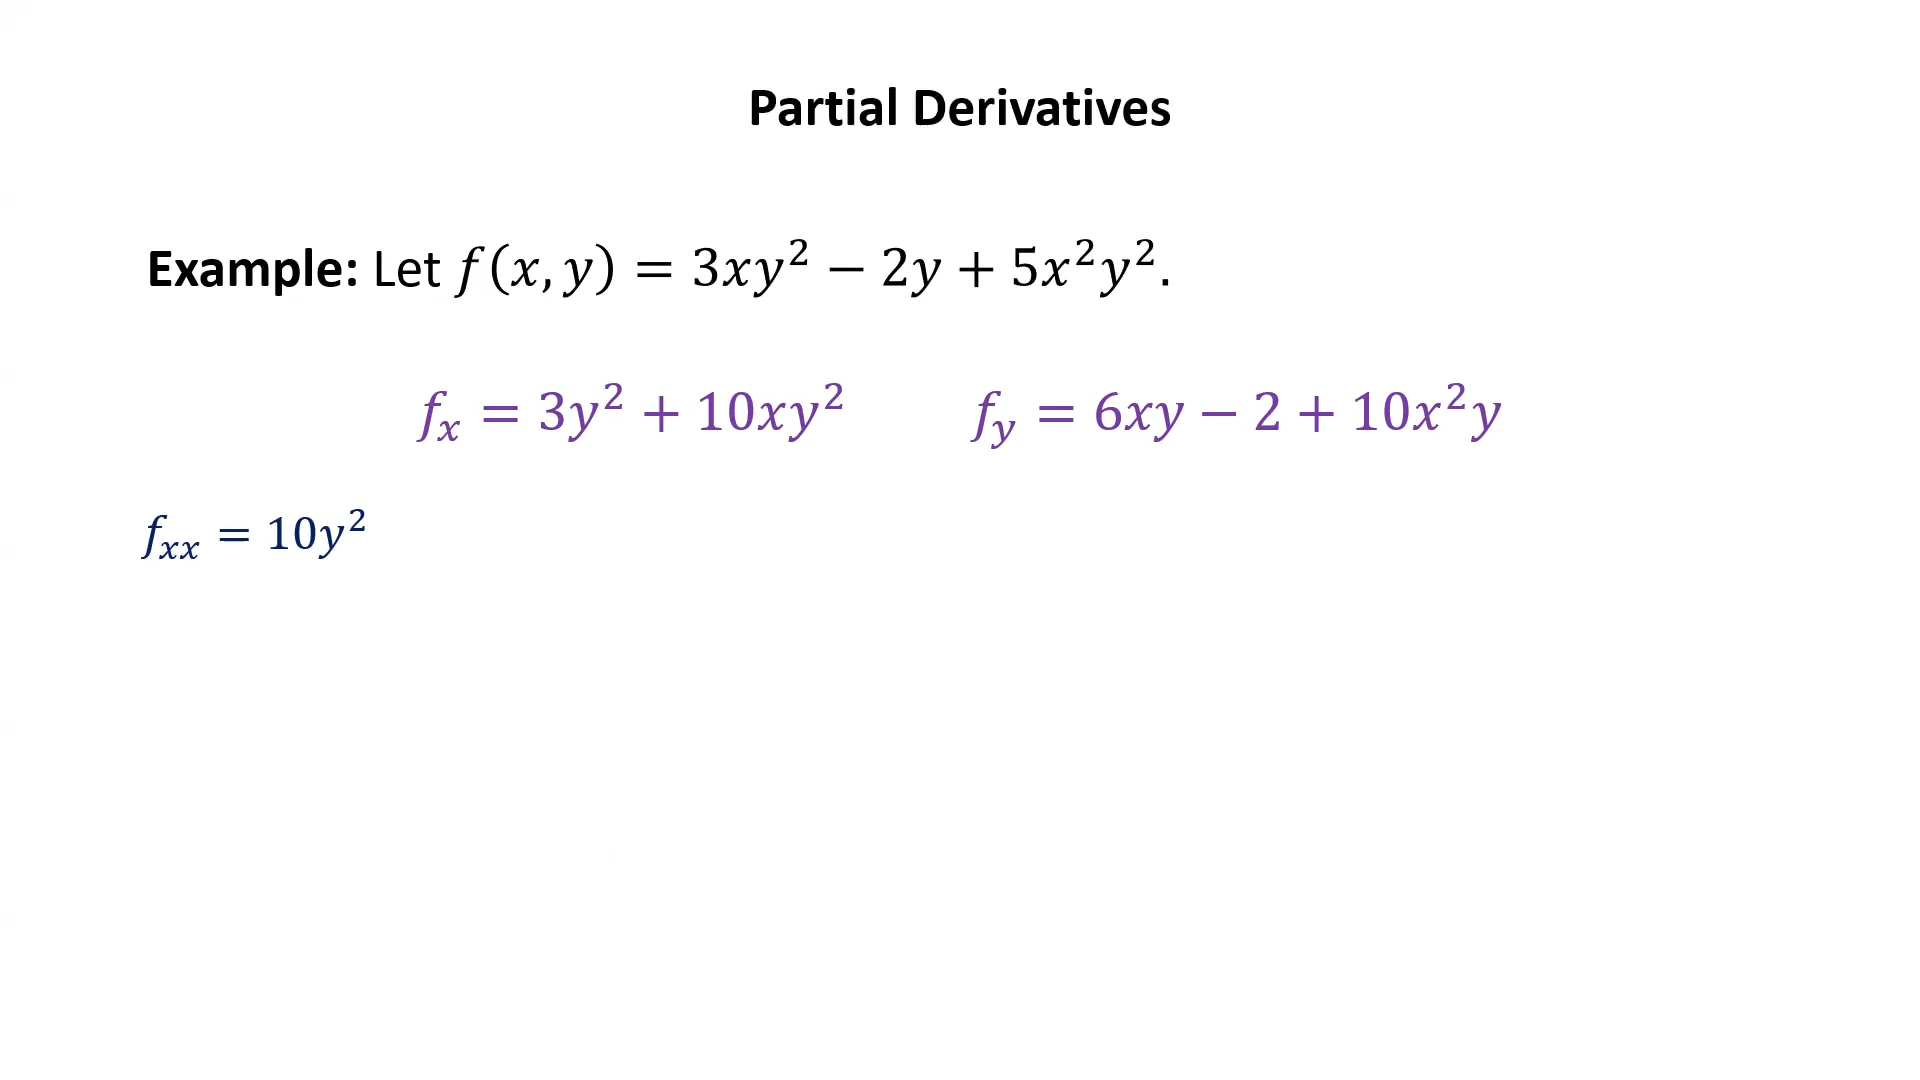 Partial Derivatives
Example: Let f(x, y) = 3xy² − 2y + 5x²y².
fₓ = 3y² + 10xy² f_y = 6xy − 2 + 10x²y
fₓₓ = 10y²